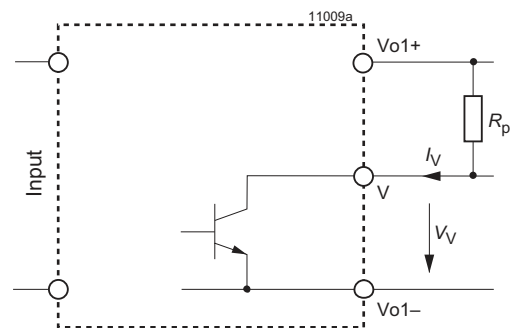 11009a
Vo1+
Rp
IV
Input
V
VV
Vo1–